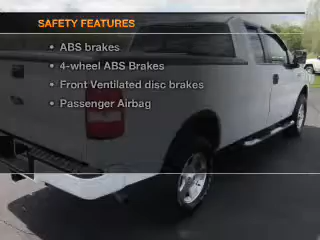 SAFETY FEATURES
ABS brakes
4-wheel ABS Brakes
Front Ventilated disc brakes
Passenger Airbag